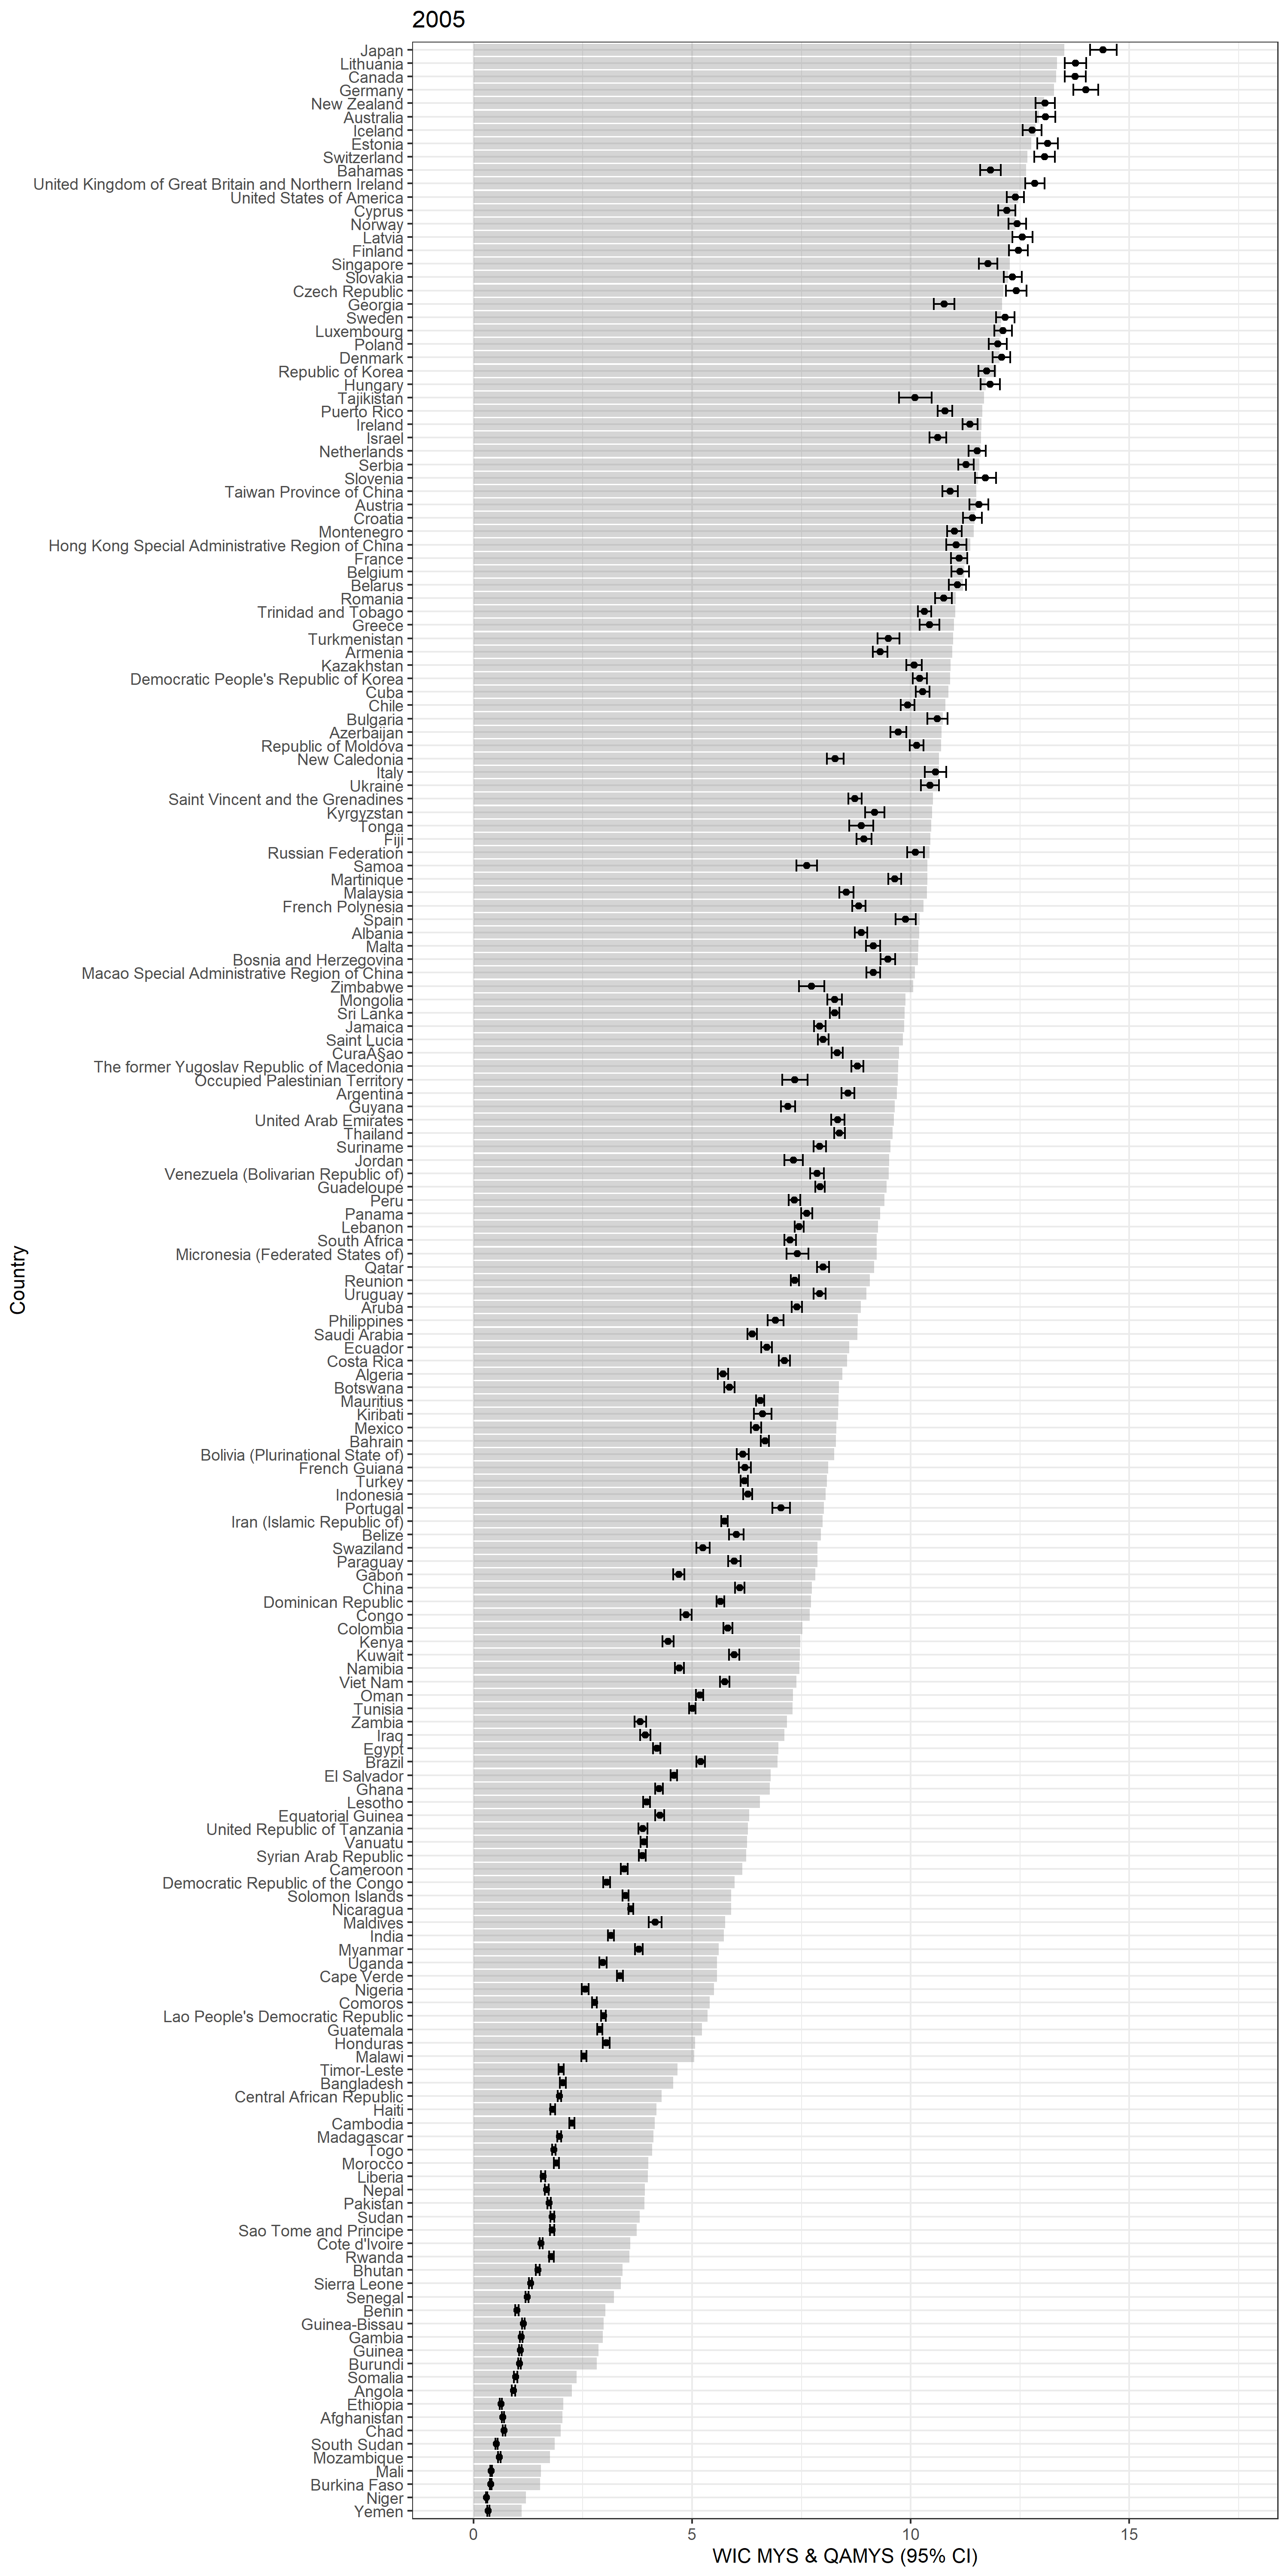 2005
Japan
Lithuania
Canada
Germany
New Zealand
Australia
Iceland
Estonia
Switzerland
Bahamas
United Kingdom of Great Britain and Northern Ireland
United States of America
Cyprus
Norway
Latvia
Finland
Singapore
Slovakia
Czech Republic
Georgia
Sweden
Luxembourg
Poland
Denmark
Republic of Korea
Hungary
Tajikistan
Puerto Rico
Ireland
Israel
Netherlands
Serbia
Slovenia
Taiwan Province of China
Austria
Croatia
Montenegro
Hong Kong Special Administrative Region of China
France
Belgium
Belarus
Romania
Trinidad and Tobago
Greece
Turkmenistan
Armenia
Kazakhstan
Democratic People's Republic of Korea
Cuba
Chile
Bulgaria
Azerbaijan
Republic of Moldova
New Caledonia
Italy
Ukraine
Saint Vincent and the Grenadines
Kyrgyzstan
Tonga
Fiji
Russian Federation
Samoa
Martinique
Malaysia
French Polynesia
Spain
Albania
Malta
Bosnia and Herzegovina
Macao Special Administrative Region of China
Zimbabwe
Mongolia
Sri Lanka
Jamaica
Saint Lucia
CuraÃ§ao
The former Yugoslav Republic of Macedonia
Occupied Palestinian Territory
Argentina
Guyana
United Arab Emirates
Thailand
Suriname
Jordan
Venezuela (Bolivarian Republic of)
Guadeloupe
Peru
Panama
Lebanon
South Africa
Micronesia (Federated States of)
Qatar
Reunion
Uruguay
Aruba
Philippines
Saudi Arabia
Ecuador
Costa Rica
Algeria
Botswana
Mauritius
Kiribati
Mexico
Bahrain
Bolivia (Plurinational State of)
French Guiana
Turkey
Indonesia
Portugal
Iran (Islamic Republic of)
Belize
Swaziland
Paraguay
Gabon
China
Dominican Republic
Congo
Colombia
Kenya
Kuwait
Namibia
Viet Nam
Oman
Tunisia
Zambia
Iraq
Egypt
Brazil
El Salvador
Ghana
Lesotho
Equatorial Guinea
United Republic of Tanzania
Vanuatu
Syrian Arab Republic
Cameroon
Democratic Republic of the Congo
Solomon Islands
Nicaragua
Maldives
India
Myanmar
Uganda
Cape Verde
Nigeria
Comoros
Lao People's Democratic Republic
Guatemala
Honduras
Malawi
Timor-Leste
Bangladesh
Central African Republic
Haiti
Cambodia
Madagascar
Togo
Morocco
Liberia
Nepal
Pakistan
Sudan
Sao Tome and Principe
Cote d'Ivoire
Rwanda
Bhutan
Sierra Leone
Senegal
Benin
Guinea-Bissau
Gambia
Guinea
Burundi
Somalia
Angola
Ethiopia
Afghanistan
Chad
South Sudan
Mozambique
Mali
Burkina Faso
Niger
Yemen
Country
0 5 10 15
WIC MYS & QAMYS (95% CI)